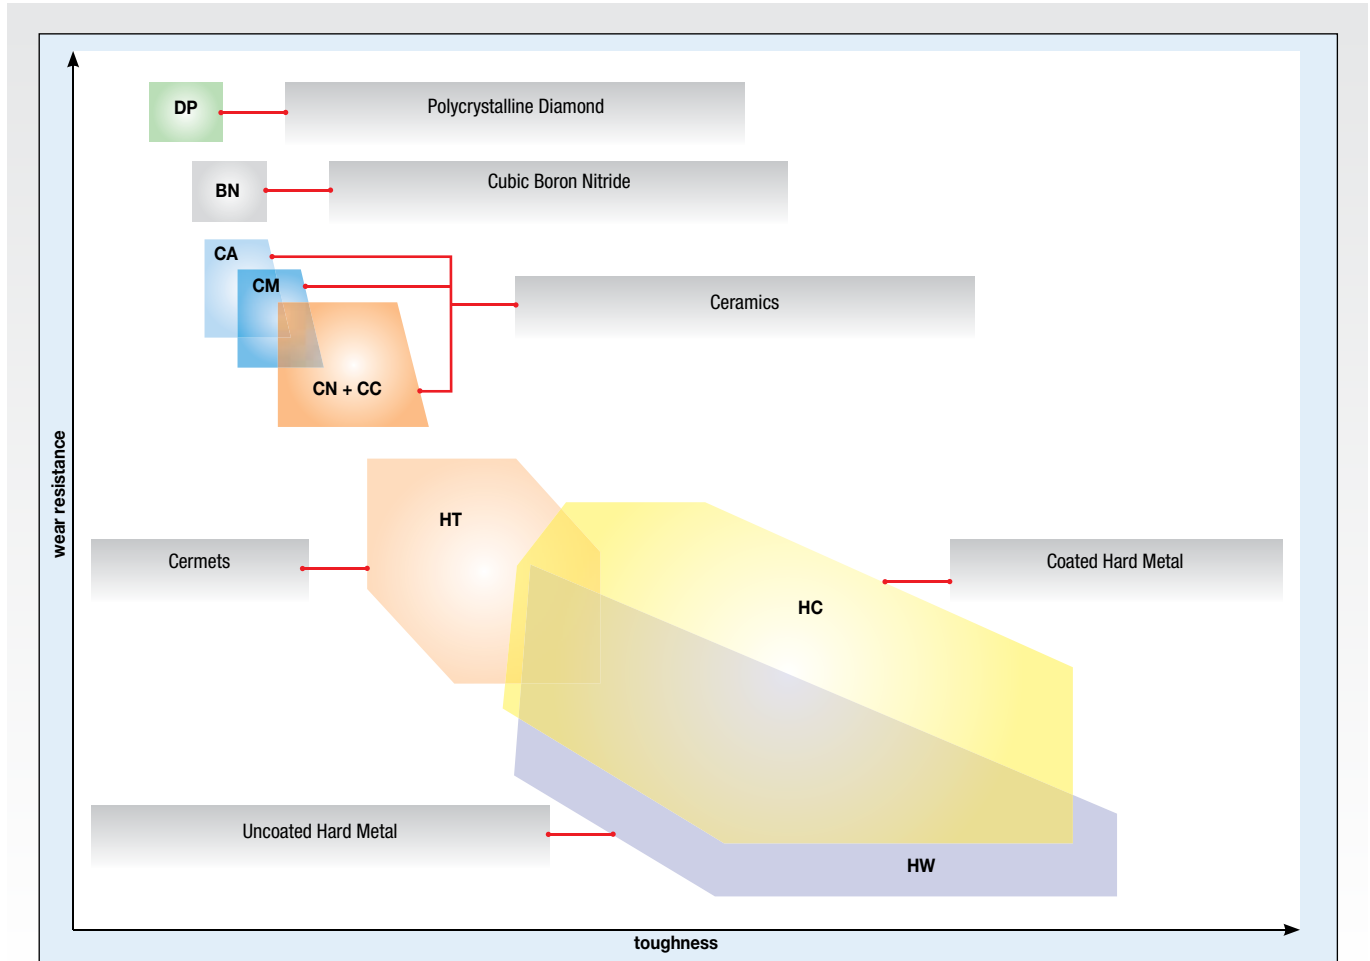 DP
Polycrystalline Diamond
BN
Cubic Boron Nitride
CA
CM
Ceramics
CN + CC
wear resistance
HT
Cermets
Coated Hard Metal
HC
Uncoated Hard Metal
HW
toughness